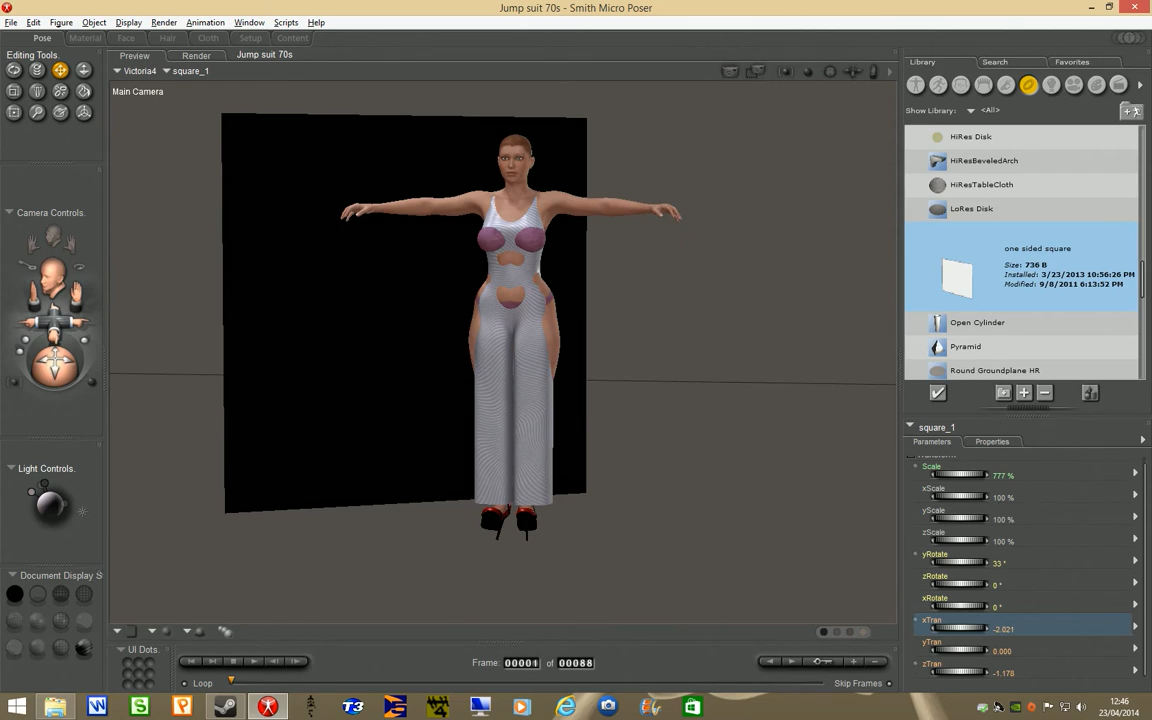 Jump suit 70s - Smith Micro Poser
File Edit Figure Object Display Render Animation Window Scripts Help
Pose Material Face Hair Cloth Setup Content
Editing Tools.
Preview Render Jump suit 70s
Victoria4 square_1
Main Camera
Camera Controls.
Light Controls.
Document Display S
UI Dots.
Frame: 00001 of 00088
Loop
Skip Frames
Library Search Favorites
Show Library: <All>
HiRes Disk
HiResBeveledArch
HiResTableCloth
LoRes Disk
one sided square
Size: 736 B
Installed: 3/23/2013 10:56:26 PM
Modified: 9/8/2011 6:13:52 PM
Open Cylinder
Pyramid
Round Groundplane HR
square_1
Parameters Properties
Scale
777 %
xScale
100 %
yScale
100 %
zScale
100 %
yRotate
33 °
zRotate
0 °
xRotate
0 °
xTran
-2.021
yTran
0.000
zTran
-1.178
W S P T3
12:46
23/04/2014